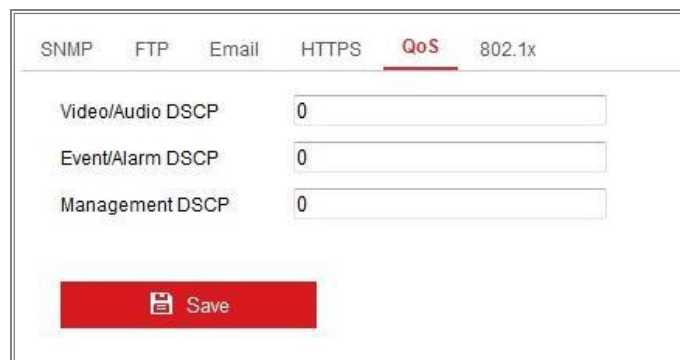 SNMP FTP Email HTTPS QoS 802.1x
Video/Audio DSCP 0
Event/Alarm DSCP 0
Management DSCP 0
Save